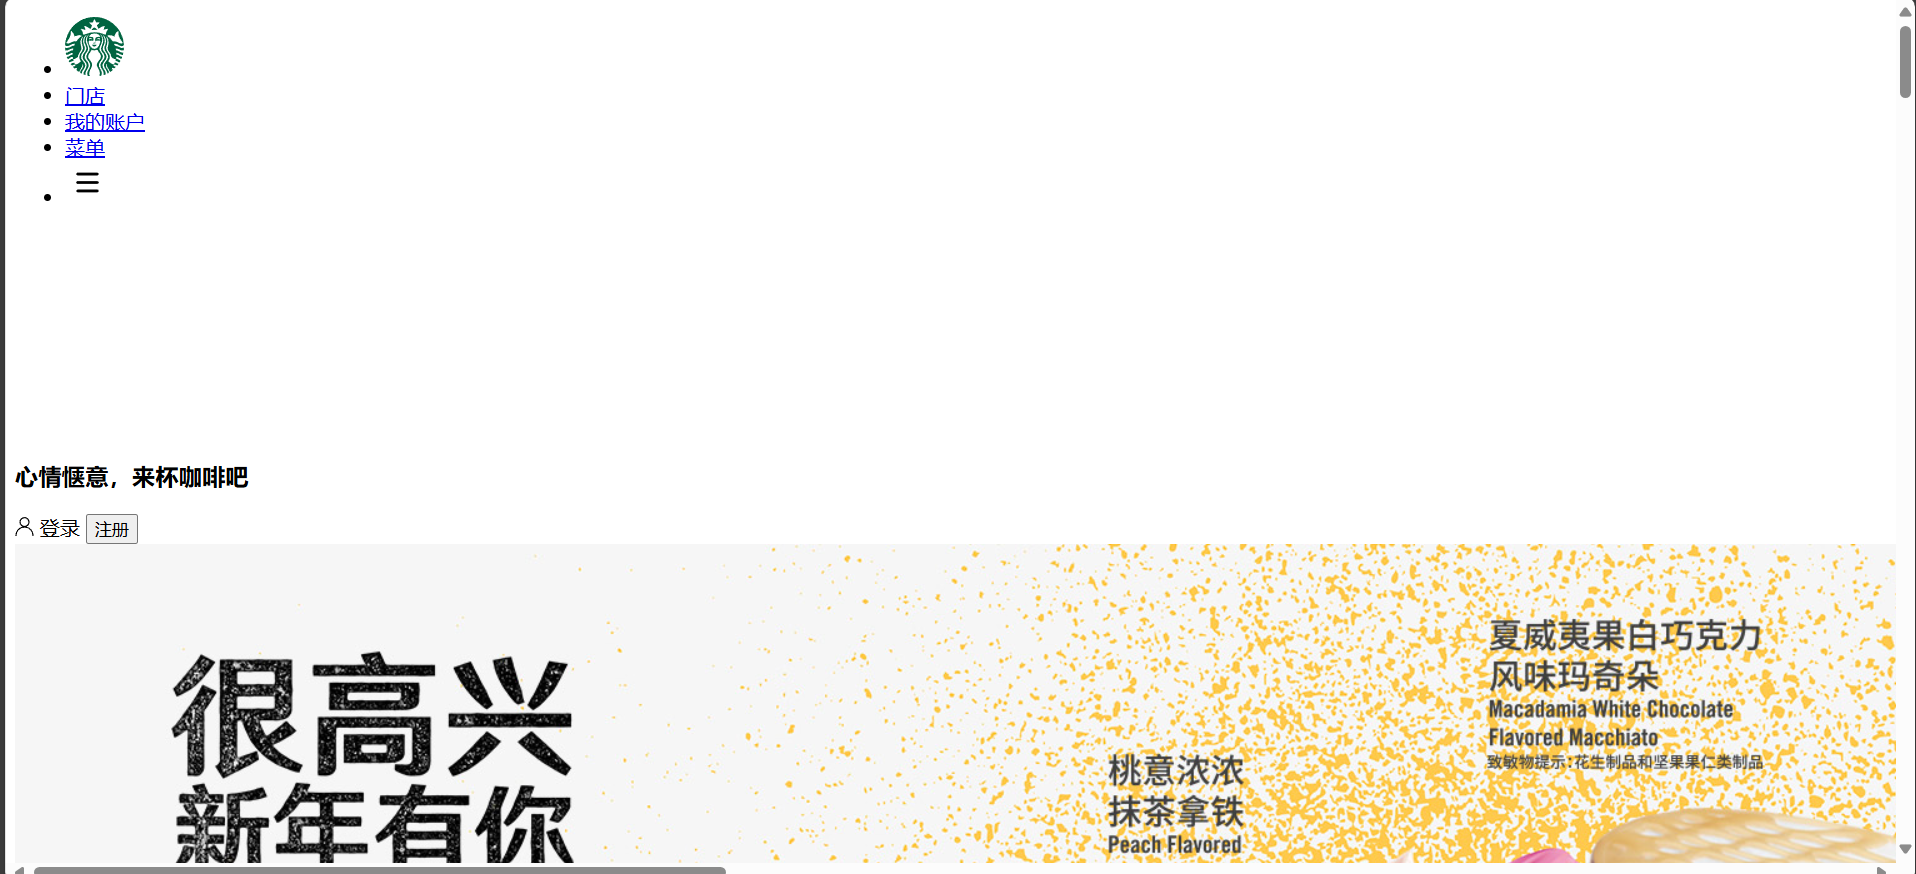 门店
我的账户
菜单
心情惬意，来杯咖啡吧
登录 注册
很高兴
新年有你
夏威夷果白巧克力
风味玛奇朵
Macadamia White Chocolate
Flavored Macchiato
致敏物提示：花生制品和坚果果仁类制品
桃意浓浓
抹茶拿铁
Peach Flavored